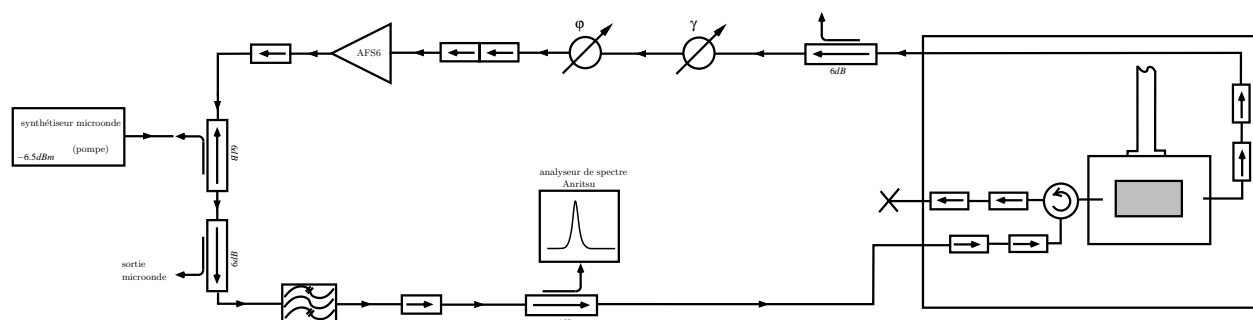 φ
γ
AFS6
6dB
synthétiseur microonde
(pompe)
−6.5dBm
6dB
analyseur de spectre
Anritsu
6dB
sortie
microonde